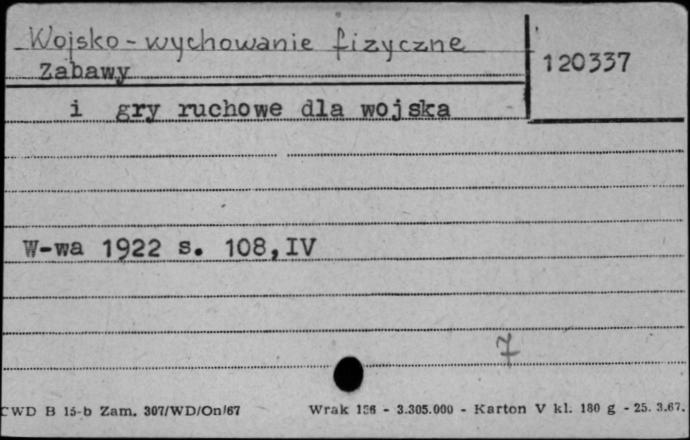 Wojsko - wychowanie fizyczne
120337
Zabawy
i gry ruchowe dla wojska
W-wa 1922 s. 108,IV
7
CWD B 15-b Zam. 307/WD/On/67 Wrak 156 - 3.305.000 - Karton V kl. 180 g - 25. 3.67.